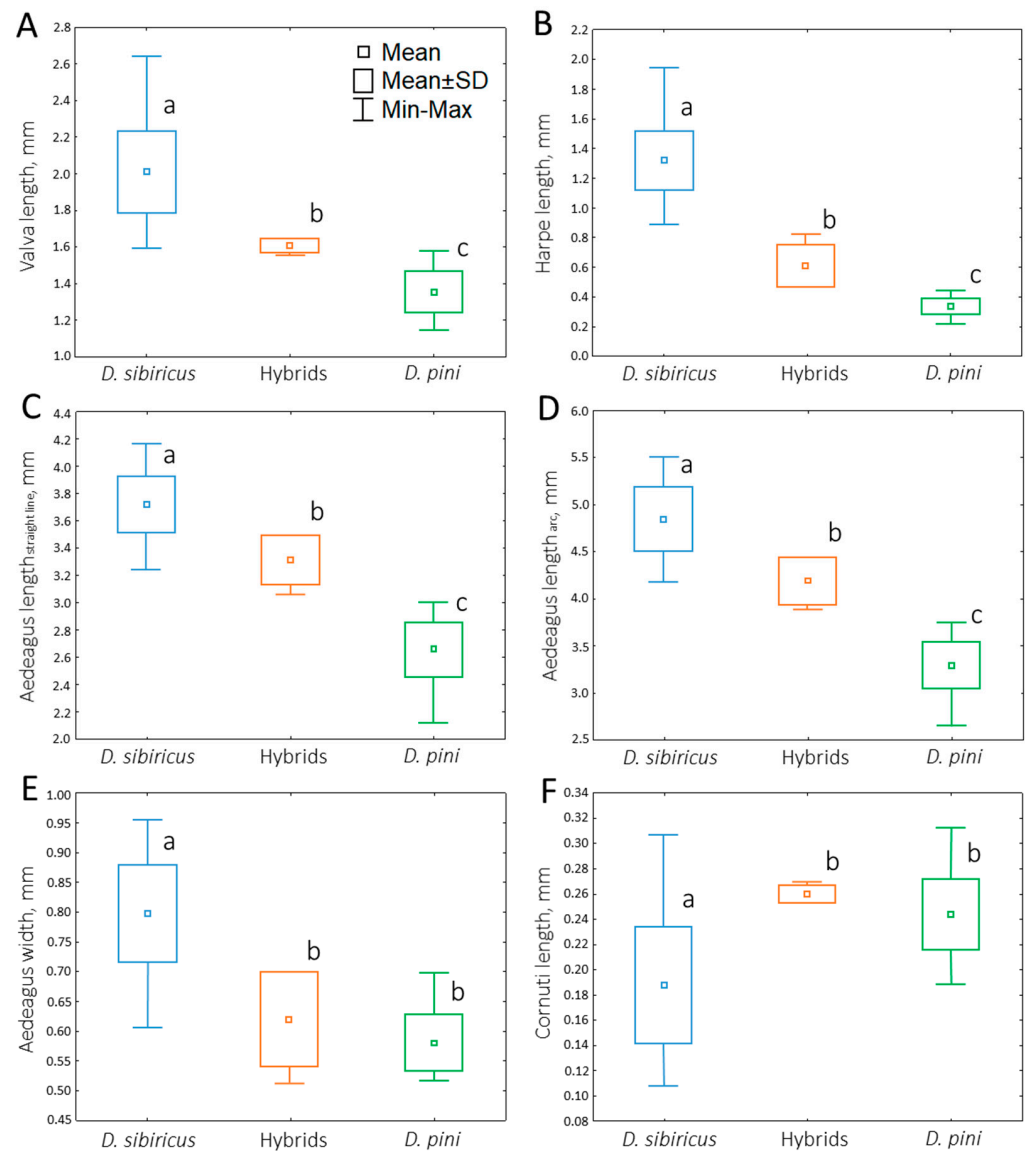 A
Valva length, mm
2.8
2.6
2.4
2.2
2.0
1.8
1.6
1.4
1.2
1.0
Mean
Mean±SD
Min-Max
a
b
c
D. sibiricus Hybrids D. pini
B
Harpe length, mm
2.2
2.0
1.8
1.6
1.4
1.2
1.0
0.8
0.6
0.4
0.2
0.0
a
b
c
D. sibiricus Hybrids D. pini
C
Aedeagus length straight line, mm
4.4
4.2
4.0
3.8
3.6
3.4
3.2
3.0
2.8
2.6
2.4
2.2
2.0
a
b
c
D. sibiricus Hybrids D. pini
D
Aedeagus length arc, mm
6.0
5.5
5.0
4.5
4.0
3.5
3.0
2.5
a
b
c
D. sibiricus Hybrids D. pini
E
Aedeagus width, mm
1.00
0.95
0.90
0.85
0.80
0.75
0.70
0.65
0.60
0.55
0.50
0.45
a
b
b
D. sibiricus Hybrids D. pini
F
Cornuti length, mm
0.34
0.32
0.30
0.28
0.26
0.24
0.22
0.20
0.18
0.16
0.14
0.12
0.10
0.08
a
b
b
D. sibiricus Hybrids D. pini